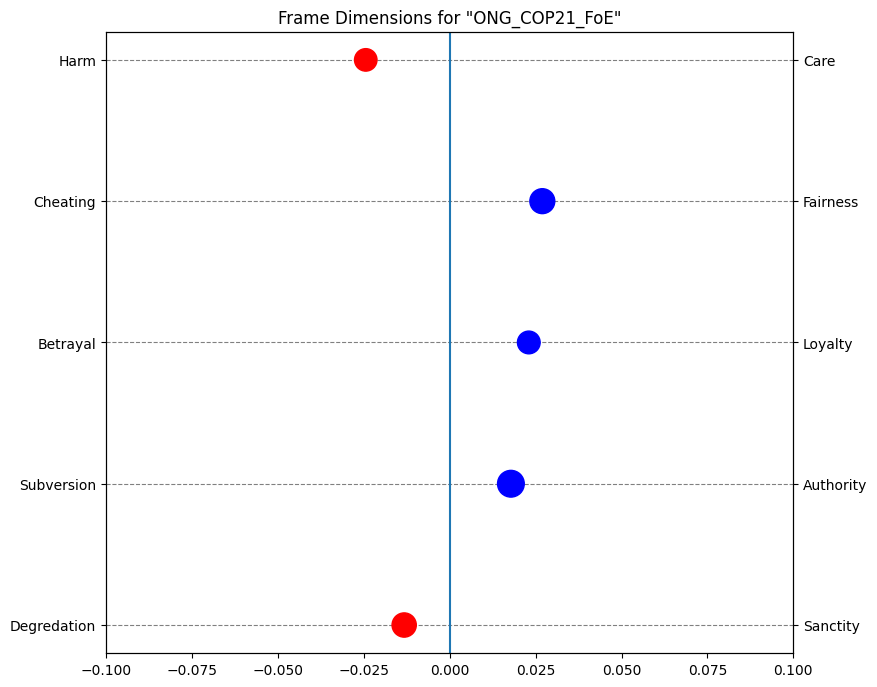 Frame Dimensions for "ONG_COP21_FoE"
Harm
Care
Cheating
Fairness
Betrayal
Loyalty
Subversion
Authority
Degredation
Sanctity
−0.100 −0.075 −0.050 −0.025 0.000 0.025 0.050 0.075 0.100